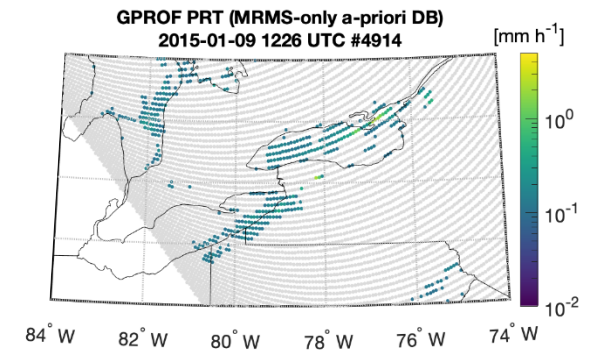 GPROF PRT (MRMS-only a-priori DB)
2015-01-09 1226 UTC #4914
[mm h⁻¹]
10⁰
10⁻¹
10⁻²
84° W 82° W 80° W 78° W 76° W 74° W